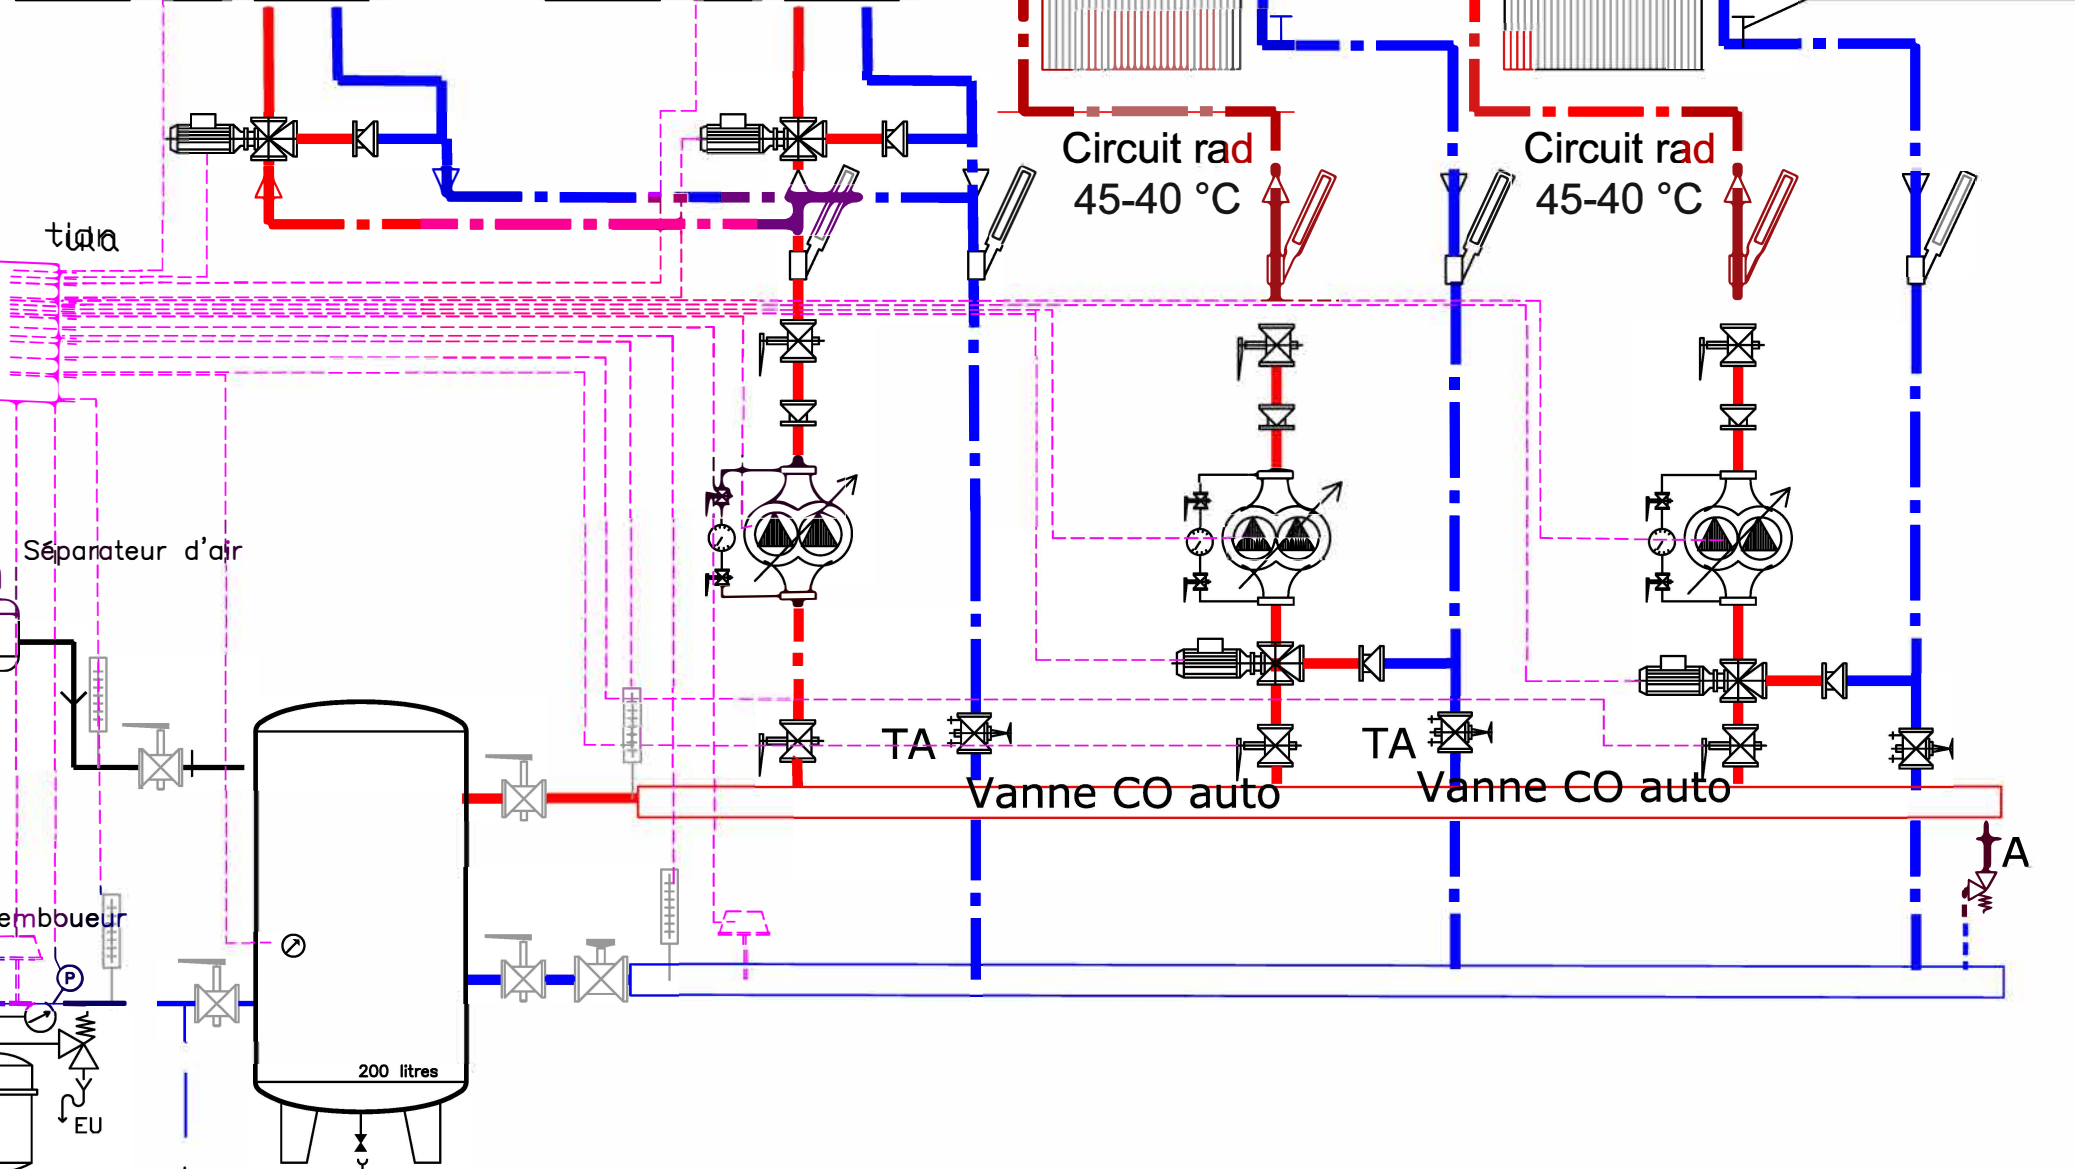 Circuit rad
45-40 °C
Circuit rad
45-40 °C
Séparateur d'air
TA
TA
Vanne CO auto
Vanne CO auto
A
emboueur
P
200 litres
EU